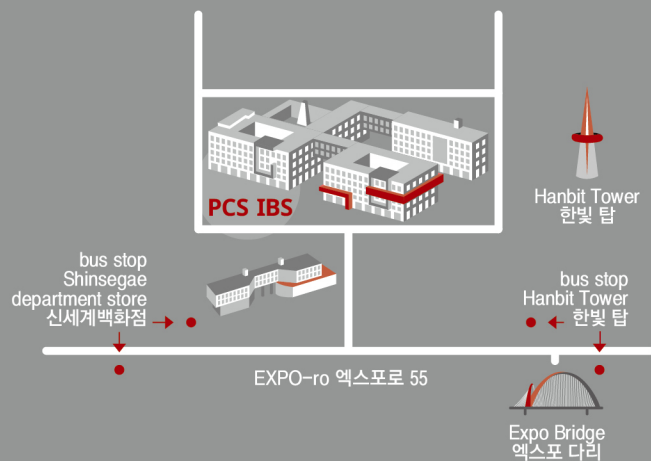 PCS IBS
Hanbit Tower
한빛 탑
bus stop
Shinsegae
department store
신세계백화점
bus stop
Hanbit Tower
한빛 탑
EXPO-ro 엑스포로 55
Expo Bridge
엑스포 다리